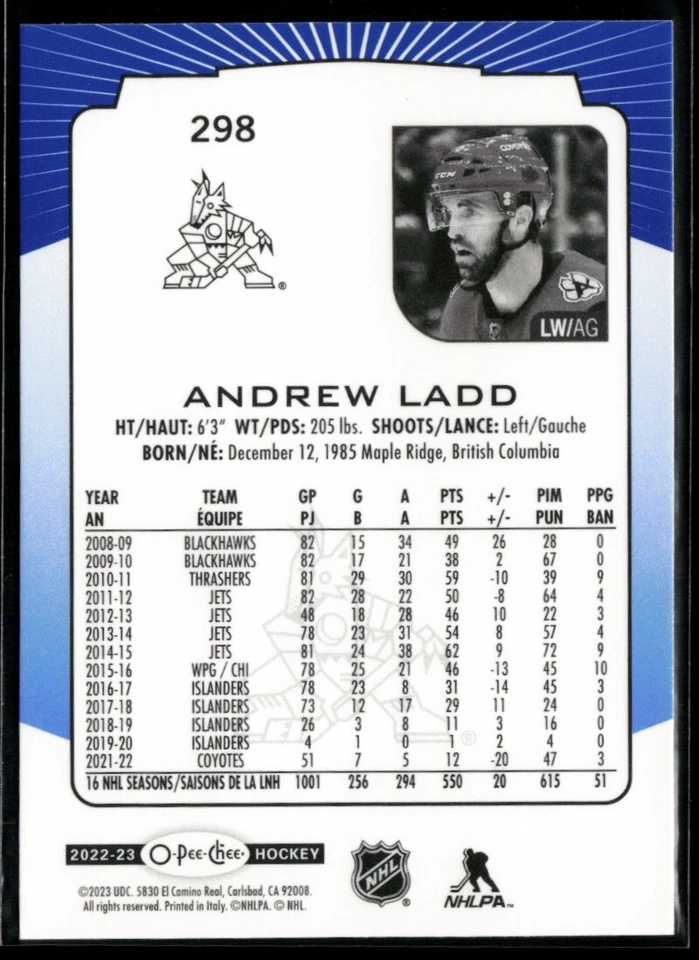 298
CCM
®
LW/AG
ANDREW LADD
HT/HAUT: 6'3" WT/PDS: 205 lbs. SHOOTS/LANCE: Left/Gauche
BORN/NÉ: December 12, 1985 Maple Ridge, British Columbia
YEAR TEAM GP G A PTS +/- PIM PPG
AN ÉQUIPE PJ B A PTS +/- PUN BAN
2008-09 BLACKHAWKS 82 15 34 49 26 28 0
2009-10 BLACKHAWKS 82 17 21 38 2 67 0
2010-11 THRASHERS 81 29 30 59 -10 39 9
2011-12 JETS 82 28 22 50 -8 64 4
2012-13 JETS 48 18 28 46 10 22 3
2013-14 JETS 78 23 31 54 8 57 4
2014-15 JETS 81 24 38 62 9 72 9
2015-16 WPG / CHI 78 25 21 46 -13 45 10
2016-17 ISLANDERS 78 23 8 31 -14 45 3
2017-18 ISLANDERS 73 12 17 29 11 24 0
2018-19 ISLANDERS 26 3 8 11 3 16 0
2019-20 ISLANDERS 4 1 0 1 2 4 0
2021-22 COYOTES 51 7 5 12 -20 47 3
16 NHL SEASONS/SAISONS DE LA LNH 1001 256 294 550 20 615 51
®
2022-23 O-Pee-Chee HOCKEY
NHL ®
NHLPA™
©2023 UDC. 5830 El Camino Real, Carlsbad, CA 92008.
All rights reserved. Printed in Italy. ©NHLPA. © NHL.